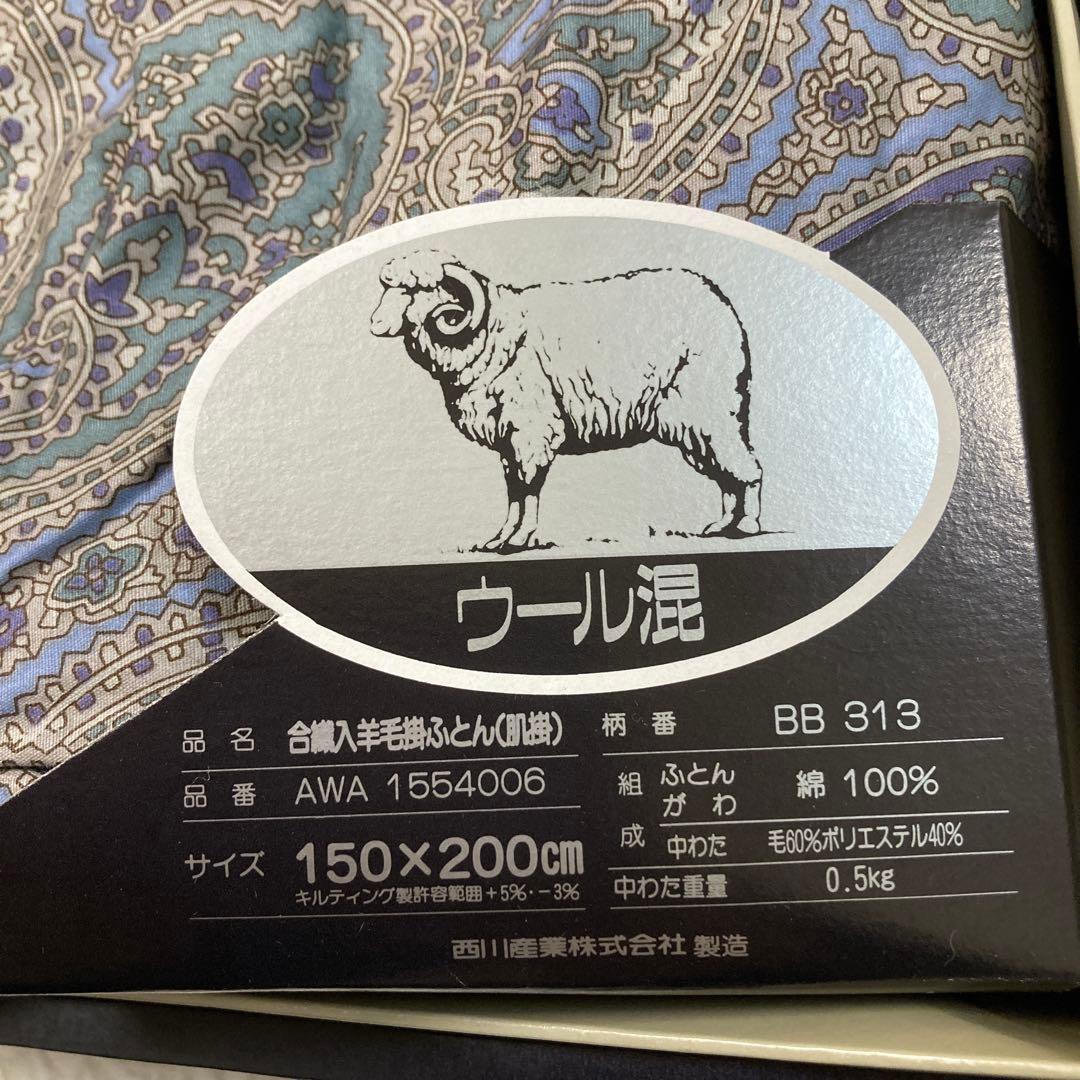 ウール混
品名 合繊入羊毛掛ふとん(肌掛)
品番 AWA 1554006
サイズ 150×200cm
キルティング製許容範囲+5%・-3%
柄番 BB 313
組成 ふとんがわ 綿 100%
中わた 毛60%ポリエステル40%
中わた重量 0.5kg
西川産業株式会社 製造